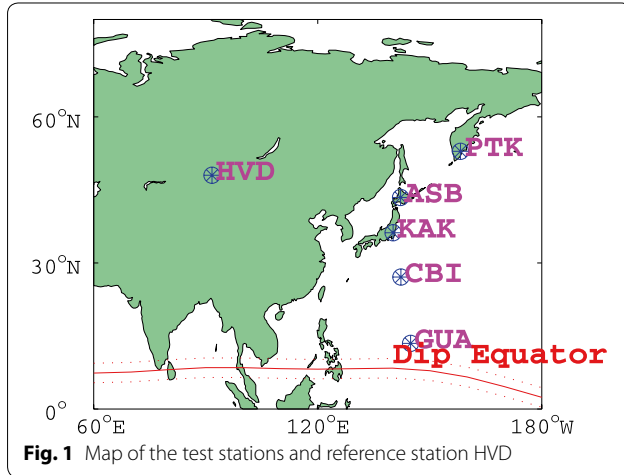 60°N
PTK
HVD
ASB
KAK
30°N
CBI
GUA
Dip Equator
0°
60°E 120°E 180°W
Fig. 1 Map of the test stations and reference station HVD